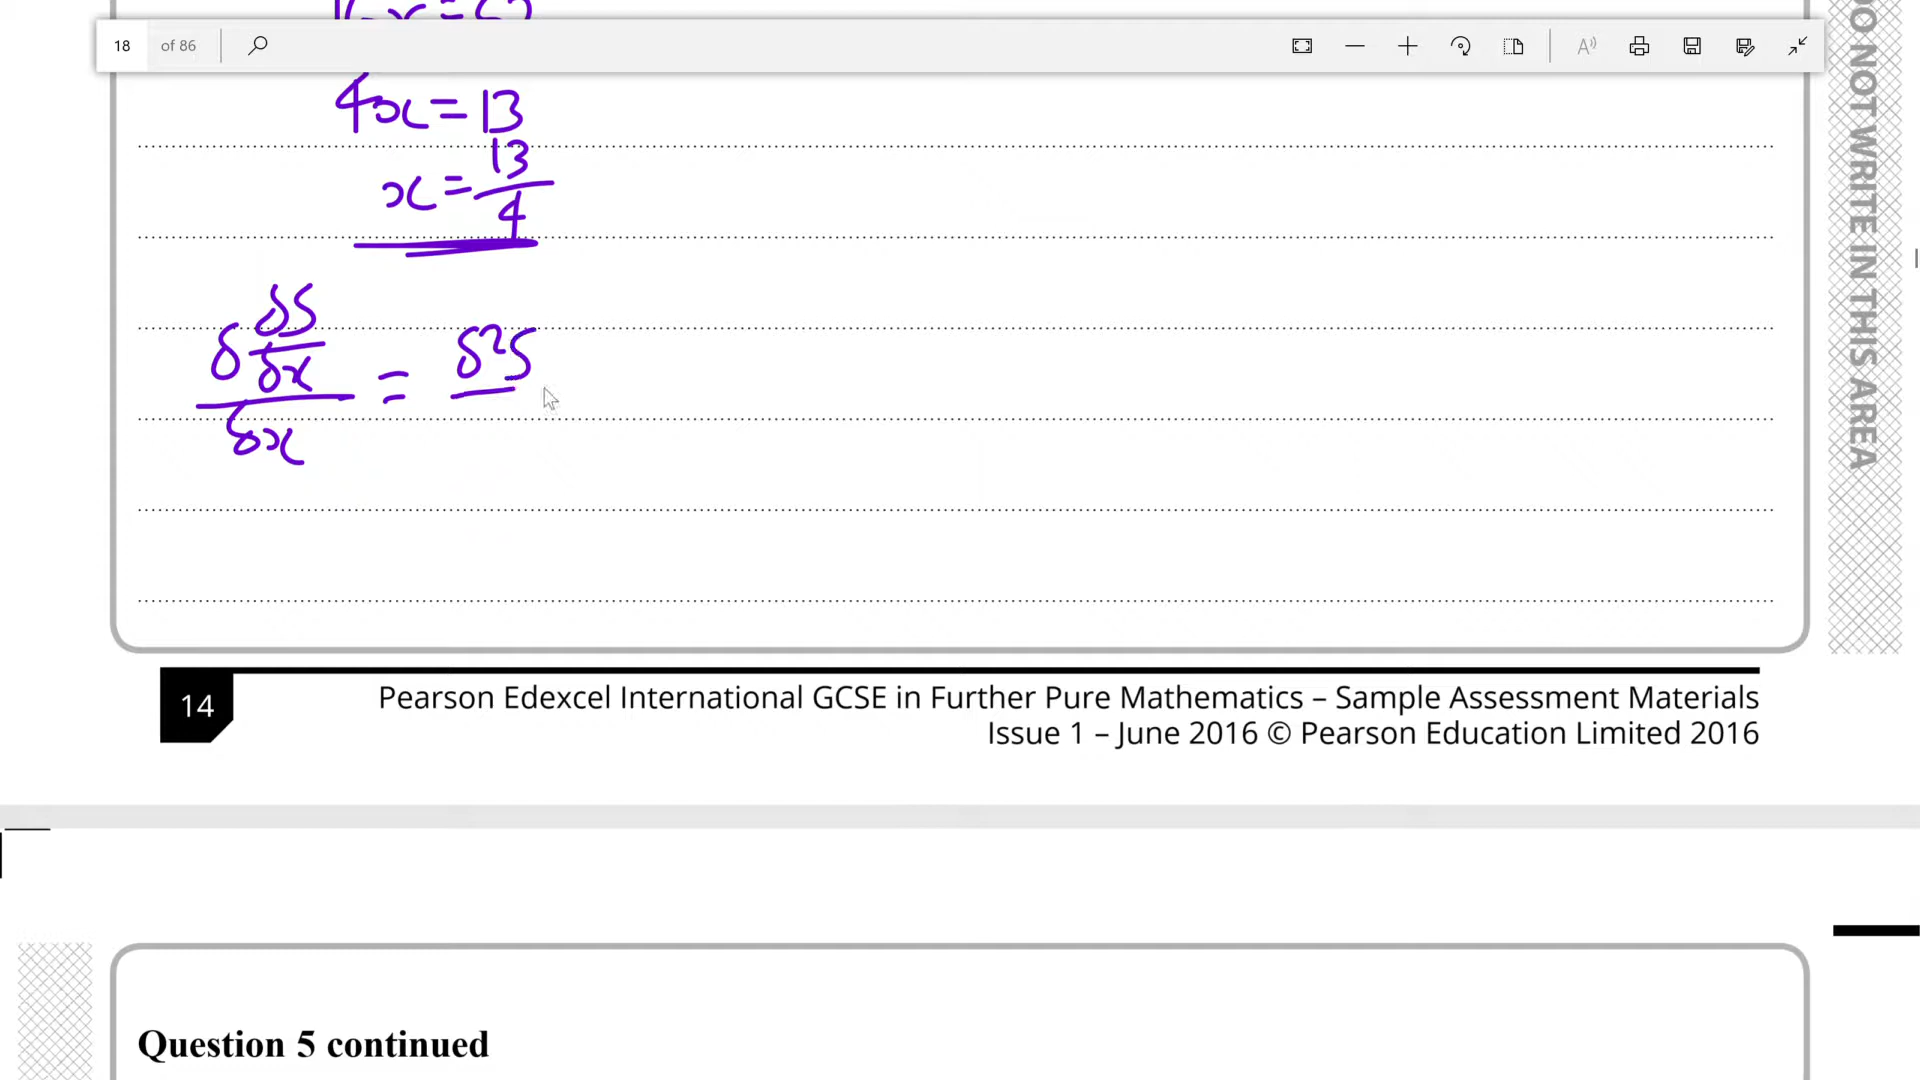 18 of 86
4x = 13
x = 13/4
δ δS/δx / δx = δ²S
DO NOT WRITE IN THIS AREA
14
Pearson Edexcel International GCSE in Further Pure Mathematics – Sample Assessment Materials
Issue 1 – June 2016 © Pearson Education Limited 2016
Question 5 continued